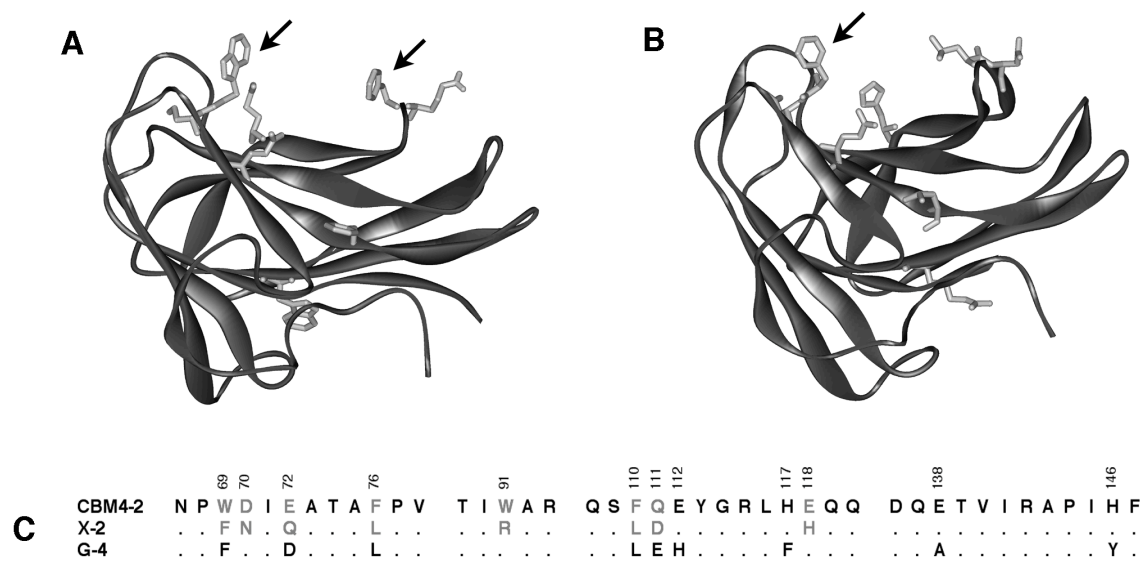 A B
69 70 72 76 91 110 111 112 117 118 138 146
C
CBM4-2 N P W D I E A T A F P V T I W A R Q S F Q E Y G R L H E Q Q D Q E T V I R A P I H F
X-2 . . F N . Q . . . L . . . . R . . . . L D . . . . . . H . . . . . . . . . . . . . .
G-4 . . F . . D . . . L . . . . . . . . . L E H . . . . F . . . . . A . . . . . . . Y .